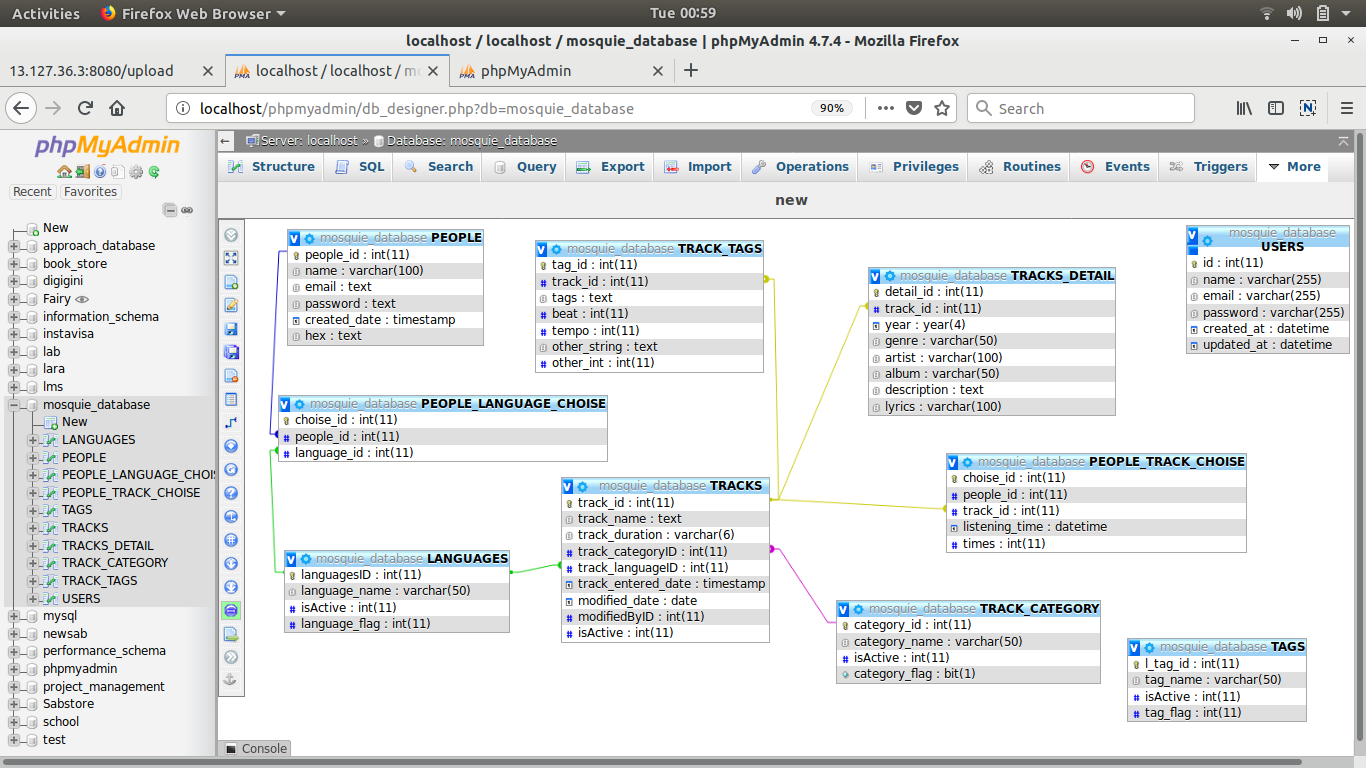 Activities Firefox Web Browser Tue 00:59
localhost / localhost / mosquie_database | phpMyAdmin 4.7.4 - Mozilla Firefox
13.127.36.3:8080/upload localhost / localhost / mo phpMyAdmin
localhost/phpmyadmin/db_designer.php?db=mosquie_database 90% Search
phpMyAdmin
Recent Favorites
New
approach_database
book_store
digigini
Fairy
information_schema
instavisa
lab
lara
lms
mosquie_database
New
LANGUAGES
PEOPLE
PEOPLE_LANGUAGE_CHOI
PEOPLE_TRACK_CHOISE
TAGS
TRACKS
TRACKS_DETAIL
TRACK_CATEGORY
TRACK_TAGS
USERS
mysql
newsab
performance_schema
phpmyadmin
project_management
Sabstore
school
test
Server: localhost » Database: mosquie_database
Structure SQL Search Query Export Import Operations Privileges Routines Events Triggers More
new
mosquie_database PEOPLE
people_id : int(11)
name : varchar(100)
email : text
password : text
created_date : timestamp
hex : text
mosquie_database TRACK_TAGS
tag_id : int(11)
track_id : int(11)
tags : text
beat : int(11)
tempo : int(11)
other_string : text
other_int : int(11)
mosquie_database TRACKS_DETAIL
detail_id : int(11)
track_id : int(11)
year : year(4)
genre : varchar(50)
artist : varchar(100)
album : varchar(50)
description : text
lyrics : varchar(100)
mosquie_database
USERS
id : int(11)
name : varchar(255)
email : varchar(255)
password : varchar(255)
created_at : datetime
updated_at : datetime
mosquie_database PEOPLE_LANGUAGE_CHOISE
choise_id : int(11)
people_id : int(11)
language_id : int(11)
mosquie_database TRACKS
track_id : int(11)
track_name : text
track_duration : varchar(6)
track_categoryID : int(11)
track_languageID : int(11)
track_entered_date : timestamp
modified_date : date
modifiedByID : int(11)
isActive : int(11)
mosquie_database PEOPLE_TRACK_CHOISE
choise_id : int(11)
people_id : int(11)
track_id : int(11)
listening_time : datetime
times : int(11)
mosquie_database LANGUAGES
languagesID : int(11)
language_name : varchar(50)
isActive : int(11)
language_flag : int(11)
mosquie_database TRACK_CATEGORY
category_id : int(11)
category_name : varchar(50)
isActive : int(11)
category_flag : bit(1)
mosquie_database TAGS
l_tag_id : int(11)
tag_name : varchar(50)
isActive : int(11)
tag_flag : int(11)
Console